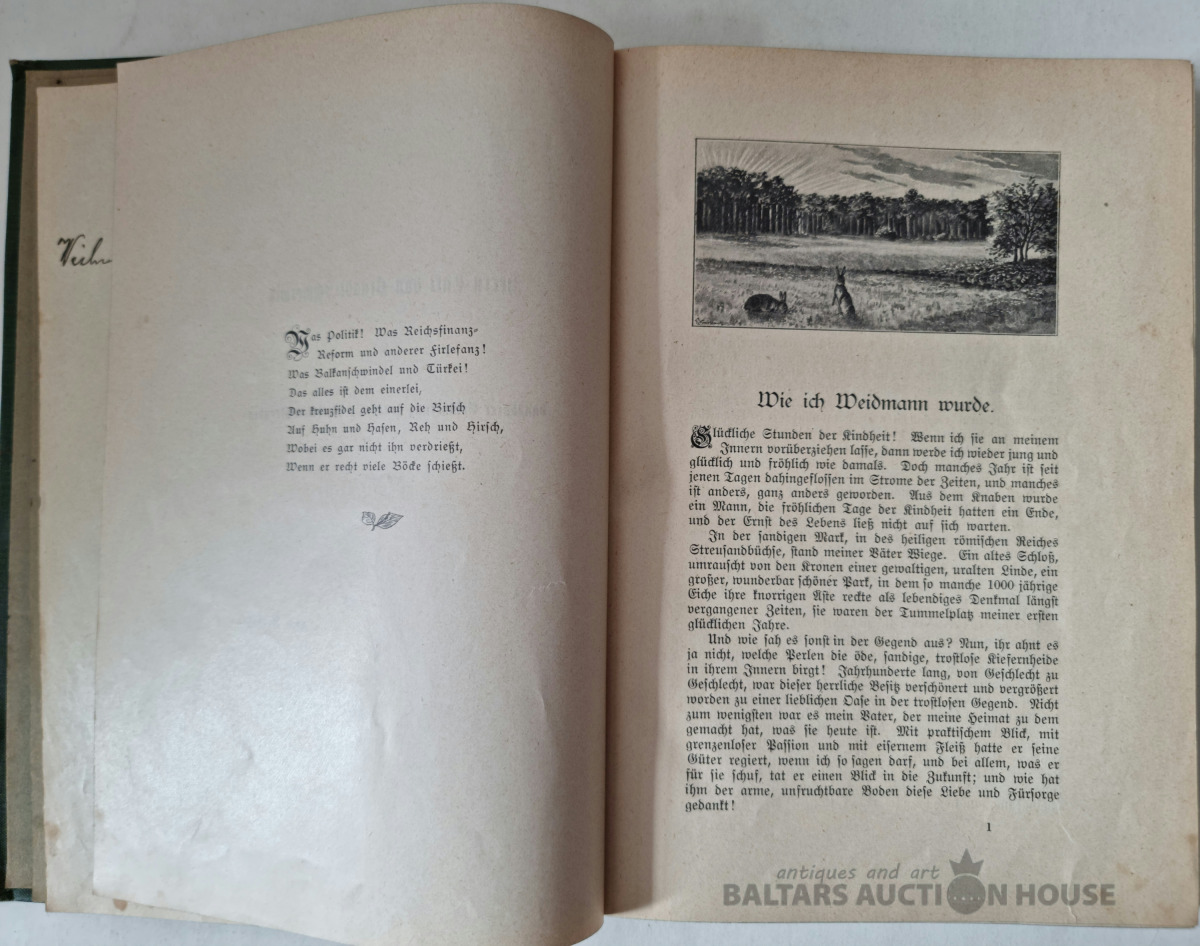 Weih
Was Politik! Was Reichsfinanz-
Reform und anderer Firlefanz!
Was Balkanschwindel und Türkei!
Das alles ist dem einerlei,
Der kreuzfidel geht auf die Birsch
Auf Huhn und Hasen, Reh und Hirsch,
Wobei es gar nicht ihn verdrießt,
Wenn er recht viele Böcke schießt.
Wie ich Weidmann wurde.
Glückliche Stunden der Kindheit! Wenn ich sie an meinem
Innern vorüberziehen lasse, dann werde ich wieder jung und
glücklich und fröhlich wie damals. Doch manches Jahr ist seit
jenen Tagen dahingeflossen im Strome der Zeiten, und manches
ist anders, ganz anders geworden. Aus dem Knaben wurde
ein Mann, die fröhlichen Tage der Kindheit hatten ein Ende,
und der Ernst des Lebens ließ nicht auf sich warten.
In der sandigen Mark, in des heiligen römischen Reiches
Streusandbüchse, stand meiner Väter Wiege. Ein altes Schloß,
umrauscht von den Kronen einer gewaltigen, uralten Linde, ein
großer, wunderbar schöner Park, in dem so manche 1000 jährige
Eiche ihre knorrigen Äste reckte als lebendiges Denkmal längst
vergangener Zeiten, sie waren der Tummelplatz meiner ersten
glücklichen Jahre.
Und wie sah es sonst in der Gegend aus? Nun, ihr ahnt es
ja nicht, welche Perlen die öde, sandige, trostlose Kiefernheide
in ihrem Innern birgt! Jahrhunderte lang, von Geschlecht zu
Geschlecht, war dieser herrliche Besitz verschönert und vergrößert
worden zu einer lieblichen Oase in der trostlosen Gegend. Nicht
zum wenigsten war es mein Vater, der meine Heimat zu dem
gemacht hat, was sie heute ist. Mit praktischem Blick, mit
grenzenloser Passion und mit eisernem Fleiß hatte er seine
Güter regiert, wenn ich so sagen darf, und bei allem, was er
für sie schuf, tat er einen Blick in die Zukunft; und wie hat
ihm der arme, unfruchtbare Boden diese Liebe und Fürsorge
gedankt!
1
antiques and art
BALTARS AUCTION HOUSE